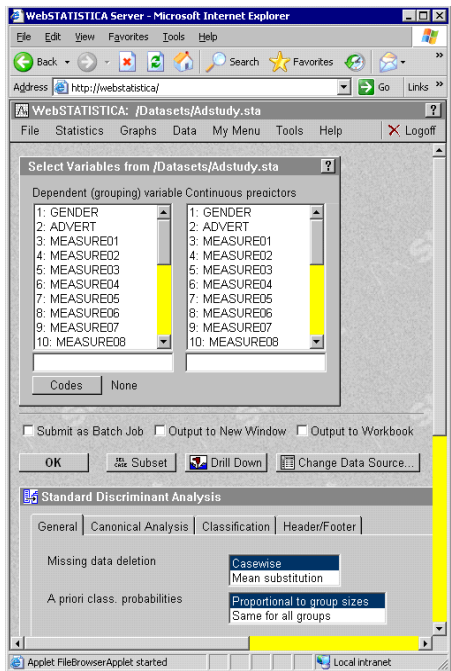 WebSTATISTICA Server - Microsoft Internet Explorer
File Edit View Favorites Tools Help
Back Search Favorites »
Address http://webstatistica/ Go Links »
WebSTATISTICA: /Datasets/Adstudy.sta ?
File Statistics Graphs Data My Menu Tools Help Logoff
Select Variables from /Datasets/Adstudy.sta ?
Dependent (grouping) variable Continuous predictors
1: GENDER 1: GENDER
2: ADVERT 2: ADVERT
3: MEASURE01 3: MEASURE01
4: MEASURE02 4: MEASURE02
5: MEASURE03 5: MEASURE03
6: MEASURE04 6: MEASURE04
7: MEASURE05 7: MEASURE05
8: MEASURE06 8: MEASURE06
9: MEASURE07 9: MEASURE07
10: MEASURE08 10: MEASURE08
Codes None
Submit as Batch Job Output to New Window Output to Workbook
OK SEL CASE Subset Drill Down Change Data Source...
Standard Discriminant Analysis
General Canonical Analysis Classification Header/Footer
Missing data deletion Casewise
Mean substitution
A priori class. probabilities Proportional to group sizes
Same for all groups
Applet FileBrowserApplet started Local intranet